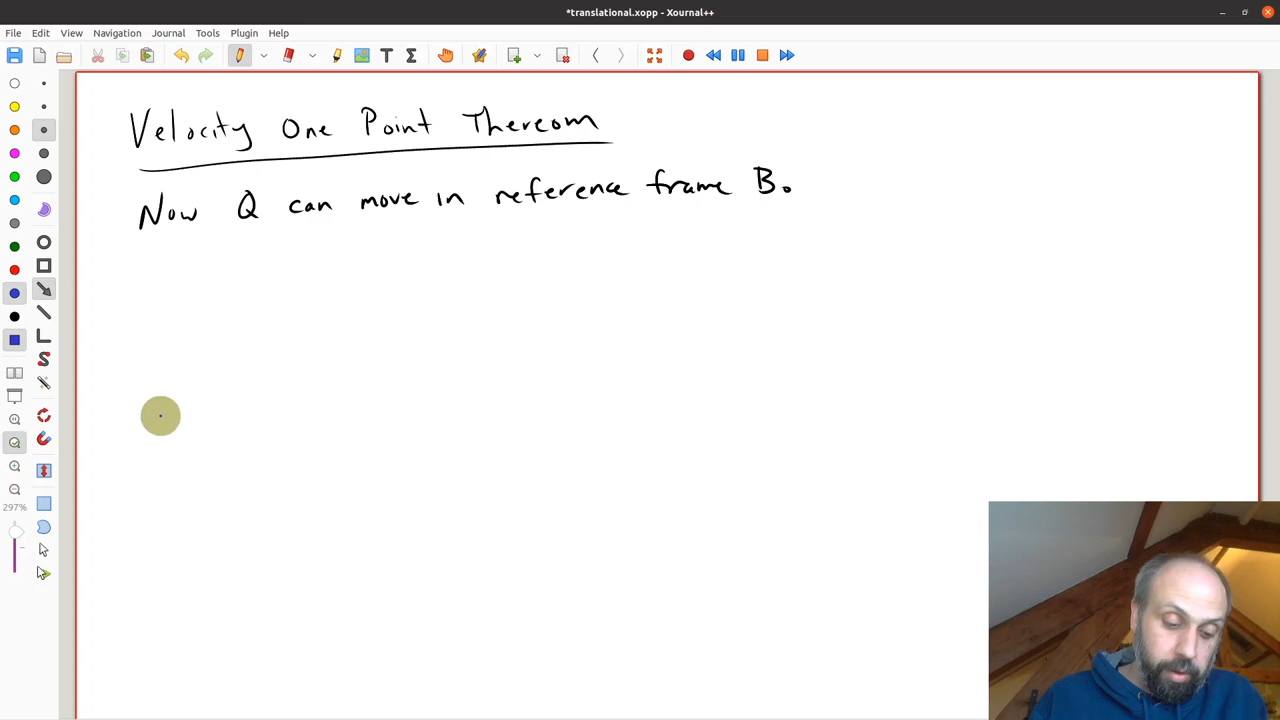 *translational.xopp - Xournal++
File Edit View Navigation Journal Tools Plugin Help
Velocity One Point Thereom
Now Q can move in reference frame B.
297%